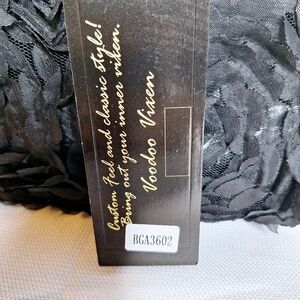 Custom Feel and classic style!
Bring out your inner vixen.
Voodoo Vixen
BGA3602